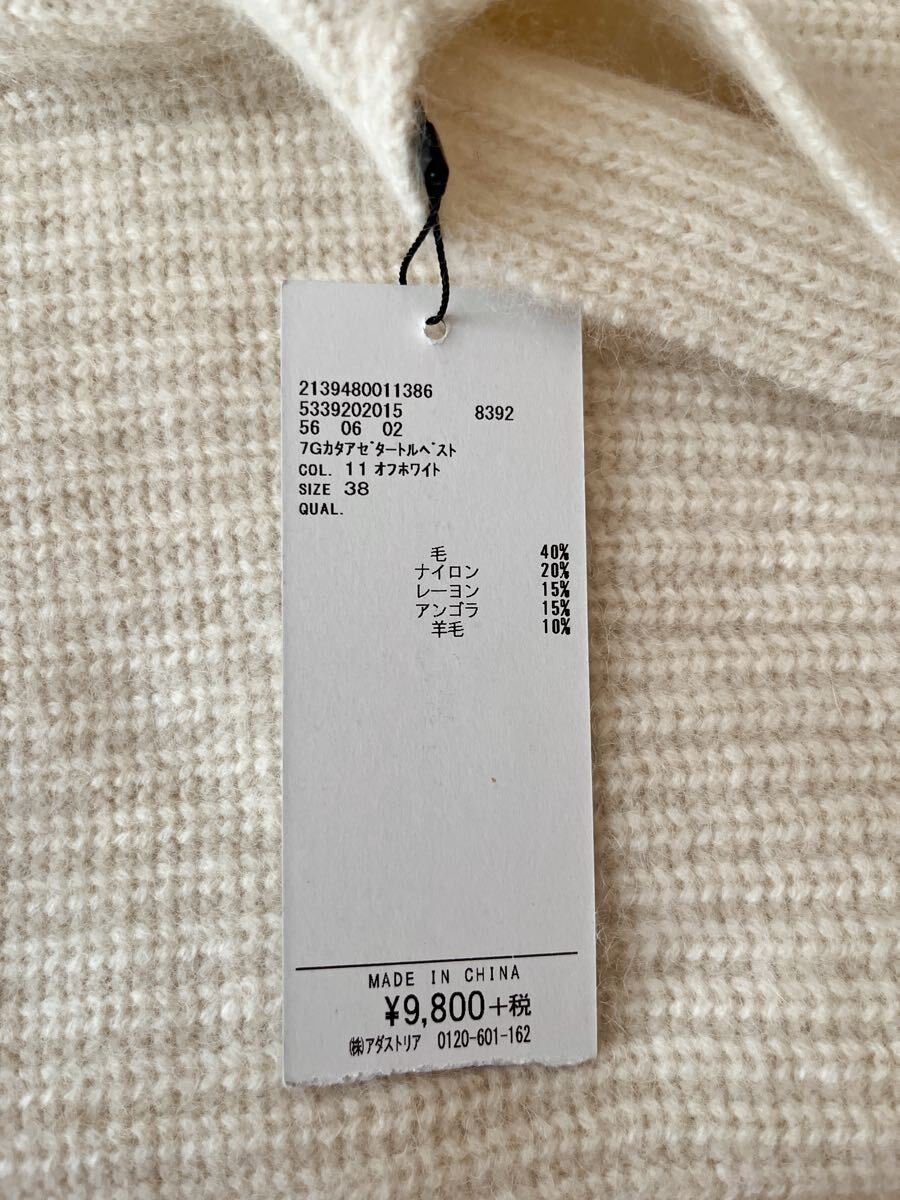 2139480011386
5339202015 8392
56 06 02
7Gカタアゼタートルベスト
COL. 11 オフホワイト
SIZE 38
QUAL.
毛 40%
ナイロン 20%
レーヨン 15%
アンゴラ 15%
羊毛 10%
MADE IN CHINA
¥9,800+税
㈱アダストリア 0120-601-162